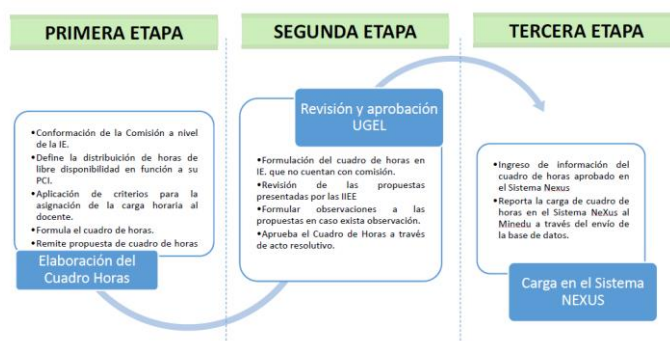 PRIMERA ETAPA
•Conformación de la Comisión a nivel
de la IE.
•Define la distribuición de horas de
libre disponibilidad en función a su
PCI.
•Aplicación de criterios para la
asignación de la carga horaria al
docente.
•Formula el cuadro de horas.
•Remite propuesta de cuadro de horas
Elaboración del
Cuadro Horas
SEGUNDA ETAPA
Revisión y aprobación
UGEL
•Formulación del cuadro de horas en
IE. que no cuentan con comisión.
•Revisión de las propuestas
presentadas por las IIEE
•Formular observaciones a las
propuestas en caso exista observación.
•Aprueba el Cuadro de Horas a través
de acto resolutivo.
TERCERA ETAPA
•Ingreso de información del
cuadro de horas aprobado en
el Sistema Nexus
•Reporta la carga de cuadro de
horas en el Sistema NeXus al
Minedu a través del envío de
la base de datos.
Carga en el Sistema
NEXUS